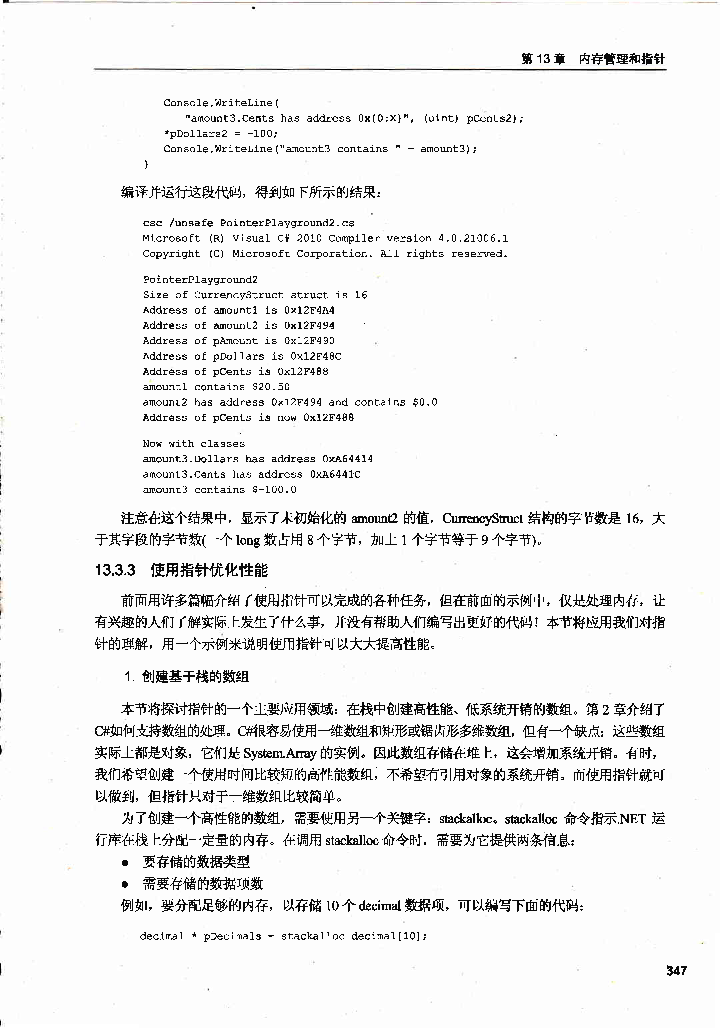 第 13 章 内存管理和指针
Console.WriteLine(
"amount3.Cents has address 0x{0:X}", (uint) pCents2);
*pDollars2 = -100;
Console.WriteLine("amount3 contains " + amount3);
}
编译并运行这段代码，得到如下所示的结果：
csc /unsafe PointerPlayground2.cs
Microsoft (R) Visual C# 2010 Compiler version 4.0.21006.1
Copyright (C) Microsoft Corporation. All rights reserved.
PointerPlayground2
Size of CurrencyStruct struct is 16
Address of amount1 is 0x12F4A4
Address of amount2 is 0x12F494
Address of pAmount is 0x12F490
Address of pDollars is 0x12F48C
Address of pCents is 0x12F488
amount1 contains $20.50
amount2 has address 0x12F494 and contains $0.0
Address of pCents is now 0x12F488
Now with classes
amount3.Dollars has address 0xA64414
amount3.Cents has address 0xA6441C
amount3 contains $-100.0
注意在这个结果中，显示了未初始化的 amount2 的值，CurrencyStruct 结构的字节数是 16，大
于其字段的字节数(一个 long 数占用 8 个字节，加上 1 个字节等于 9 个字节)。
13.3.3 使用指针优化性能
前面用许多篇幅介绍了使用指针可以完成的各种任务，但在前面的示例中，仅是处理内存，让
有兴趣的人们了解实际上发生了什么事，并没有帮助人们编写出更好的代码！本节将应用我们对指
针的理解，用一个示例来说明使用指针可以大大提高性能。
1. 创建基于栈的数组
本节将探讨指针的一个主要应用领域：在栈中创建高性能、低系统开销的数组。第 2 章介绍了
C#如何支持数组的处理。C#很容易使用一维数组和矩形或锯齿形多维数组，但有一个缺点：这些数组
实际上都是对象，它们是 System.Array 的实例。因此数组存储在堆上，这会增加系统开销。有时，
我们希望创建一个使用时间比较短的高性能数组，不希望有引用对象的系统开销。而使用指针就可
以做到，但指针只对于一维数组比较简单。
为了创建一个高性能的数组，需要使用另一个关键字：stackalloc。stackalloc 命令指示.NET 运
行库在栈上分配一定量的内存。在调用 stackalloc 命令时，需要为它提供两条信息：
● 要存储的数据类型
● 需要存储的数据项数
例如，要分配足够的内存，以存储 10 个 decimal 数据项，可以编写下面的代码：
decimal * pDecimals = stackalloc decimal[10];
347